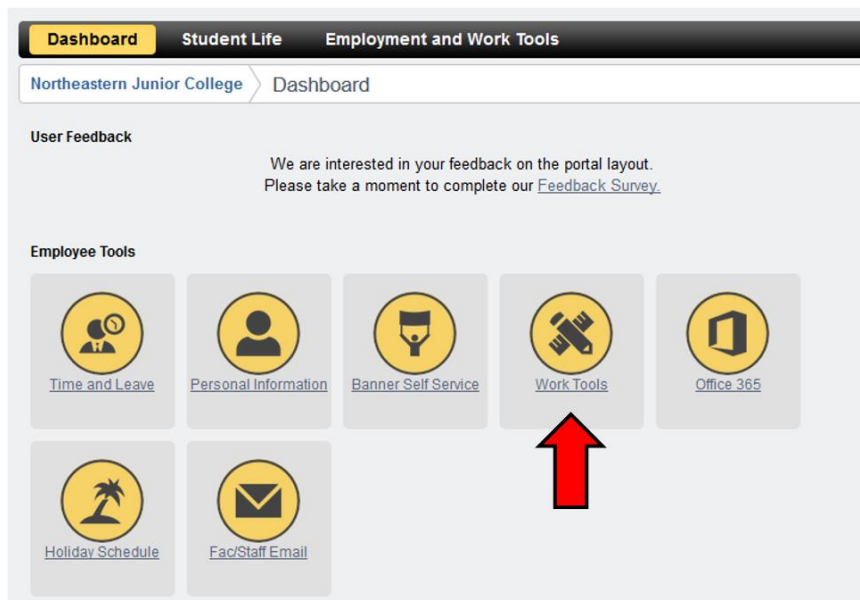 Dashboard Student Life Employment and Work Tools
Northeastern Junior College Dashboard
User Feedback
We are interested in your feedback on the portal layout.
Please take a moment to complete our Feedback Survey.
Employee Tools
Time and Leave Personal Information Banner Self Service Work Tools Office 365
Holiday Schedule Fac/Staff Email